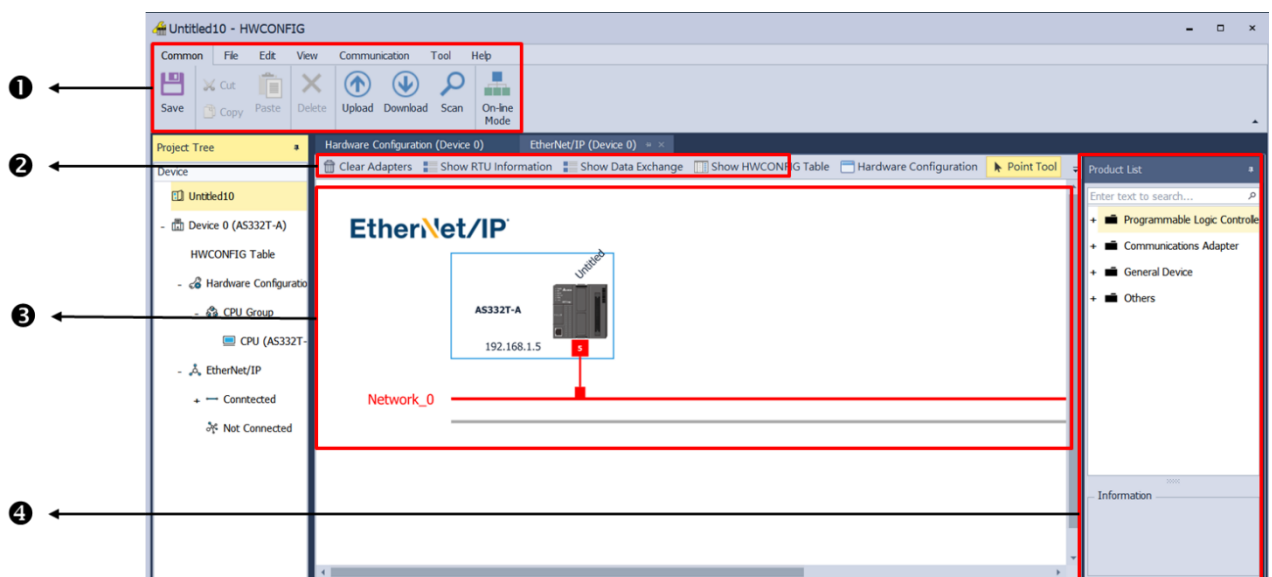 Untitled10 - HWCONFIG
Common File Edit View Communication Tool Help
❶
Save Cut Copy Paste Delete Upload Download Scan On-line Mode
❷
Project Tree
Device
Untitled10
Device 0 (AS332T-A)
HWCONFIG Table
Hardware Configuratio
CPU Group
CPU (AS332T-
EtherNet/IP
Conntected
Not Connected
Hardware Configuration (Device 0) EtherNet/IP (Device 0)
Clear Adapters Show RTU Information Show Data Exchange Show HWCONFIG Table Hardware Configuration Point Tool
❸
EtherNet/IP
Untitled
AS332T-A
192.168.1.5
S
Network_0
❹
Product List
Enter text to search...
Programmable Logic Controlle
Communications Adapter
General Device
Others
Information